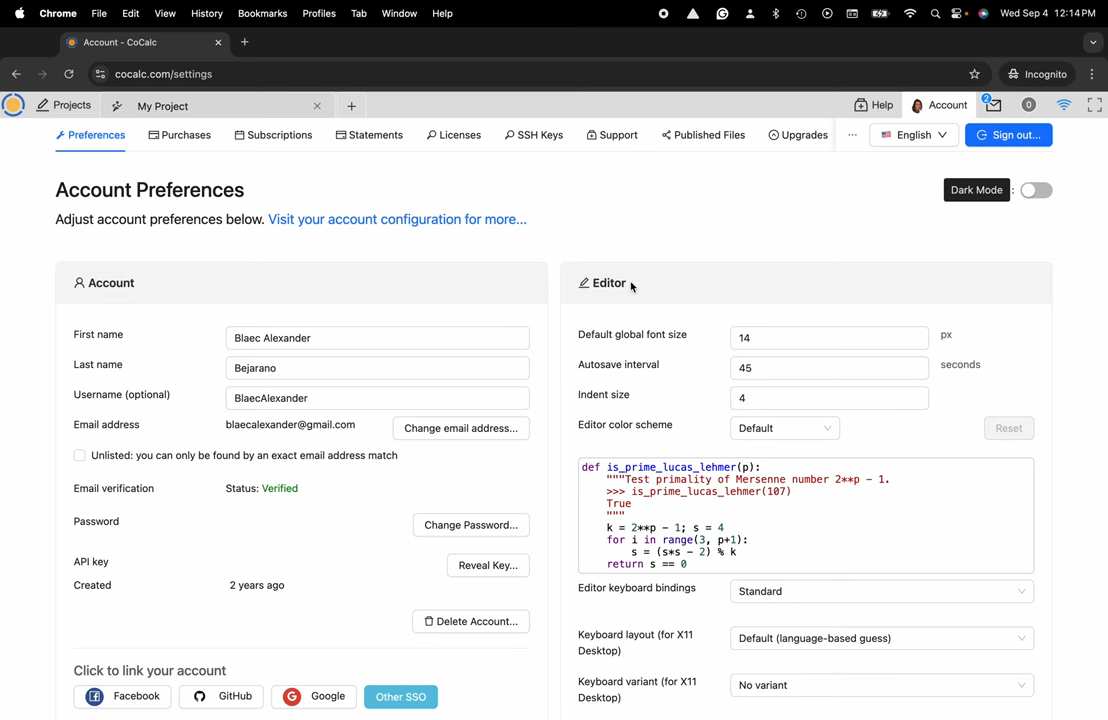 Chrome File Edit View History Bookmarks Profiles Tab Window Help Wed Sep 4 12:14 PM
Account - CoCalc
cocalc.com/settings Incognito
Projects My Project Help Account 2 0
Preferences Purchases Subscriptions Statements Licenses SSH Keys Support Published Files Upgrades ... English Sign out...
Account Preferences Dark Mode :
Adjust account preferences below. Visit your account configuration for more...
Account
First name Blaec Alexander
Last name Bejarano
Username (optional) BlaecAlexander
Email address blaecalexander@gmail.com Change email address...
Unlisted: you can only be found by an exact email address match
Email verification Status: Verified
Password Change Password...
API key Reveal Key...
Created 2 years ago
Delete Account...
Click to link your account
Facebook GitHub Google Other SSO
Editor
Default global font size 14 px
Autosave interval 45 seconds
Indent size 4
Editor color scheme Default Reset
def is_prime_lucas_lehmer(p):
"""Test primality of Mersenne number 2**p - 1.
>>> is_prime_lucas_lehmer(107)
True
"""
k = 2**p - 1; s = 4
for i in range(3, p+1):
s = (s*s - 2) % k
return s == 0
Editor keyboard bindings Standard
Keyboard layout (for X11 Default (language-based guess)
Desktop)
Keyboard variant (for X11 No variant
Desktop)